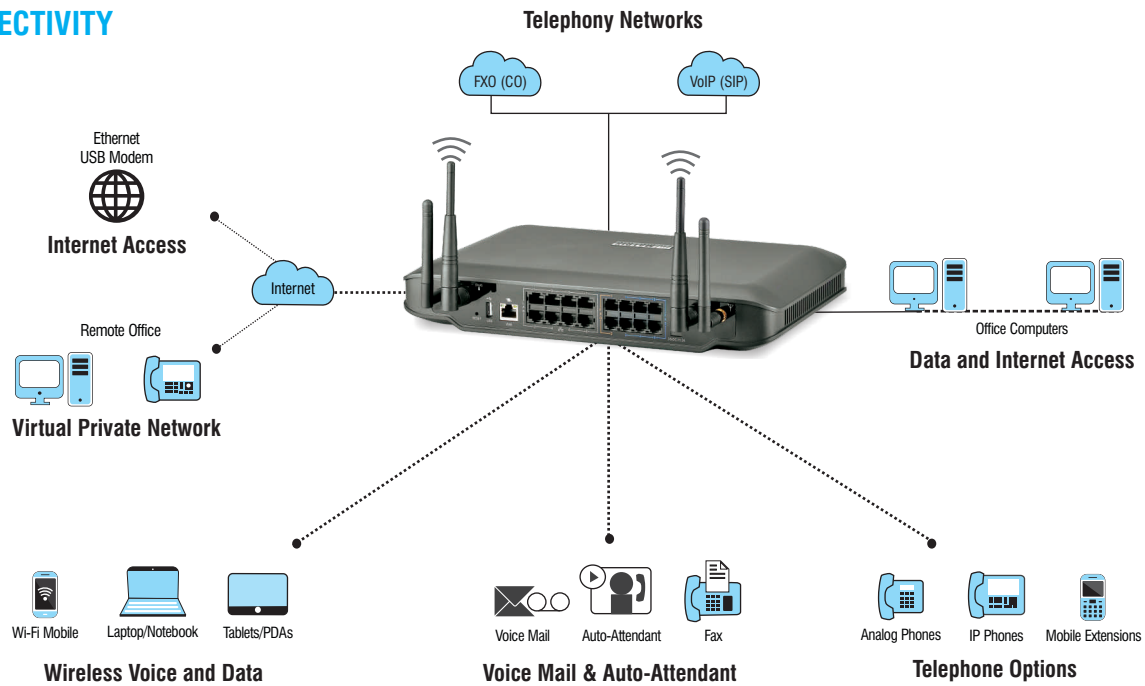 ECTIVITY
Telephony Networks
FXO (CO)
VoIP (SIP)
Ethernet
USB Modem
Internet Access
Internet
Remote Office
Virtual Private Network
Office Computers
Data and Internet Access
Wi-Fi Mobile
Laptop/Notebook
Tablets/PDAs
Wireless Voice and Data
Voice Mail
Auto-Attendant
Fax
Voice Mail & Auto-Attendant
Analog Phones
IP Phones
Mobile Extensions
Telephone Options